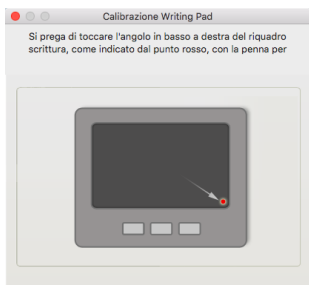 Calibrazione Writing Pad
Si prega di toccare l'angolo in basso a destra del riquadro
scrittura, come indicato dal punto rosso, con la penna per